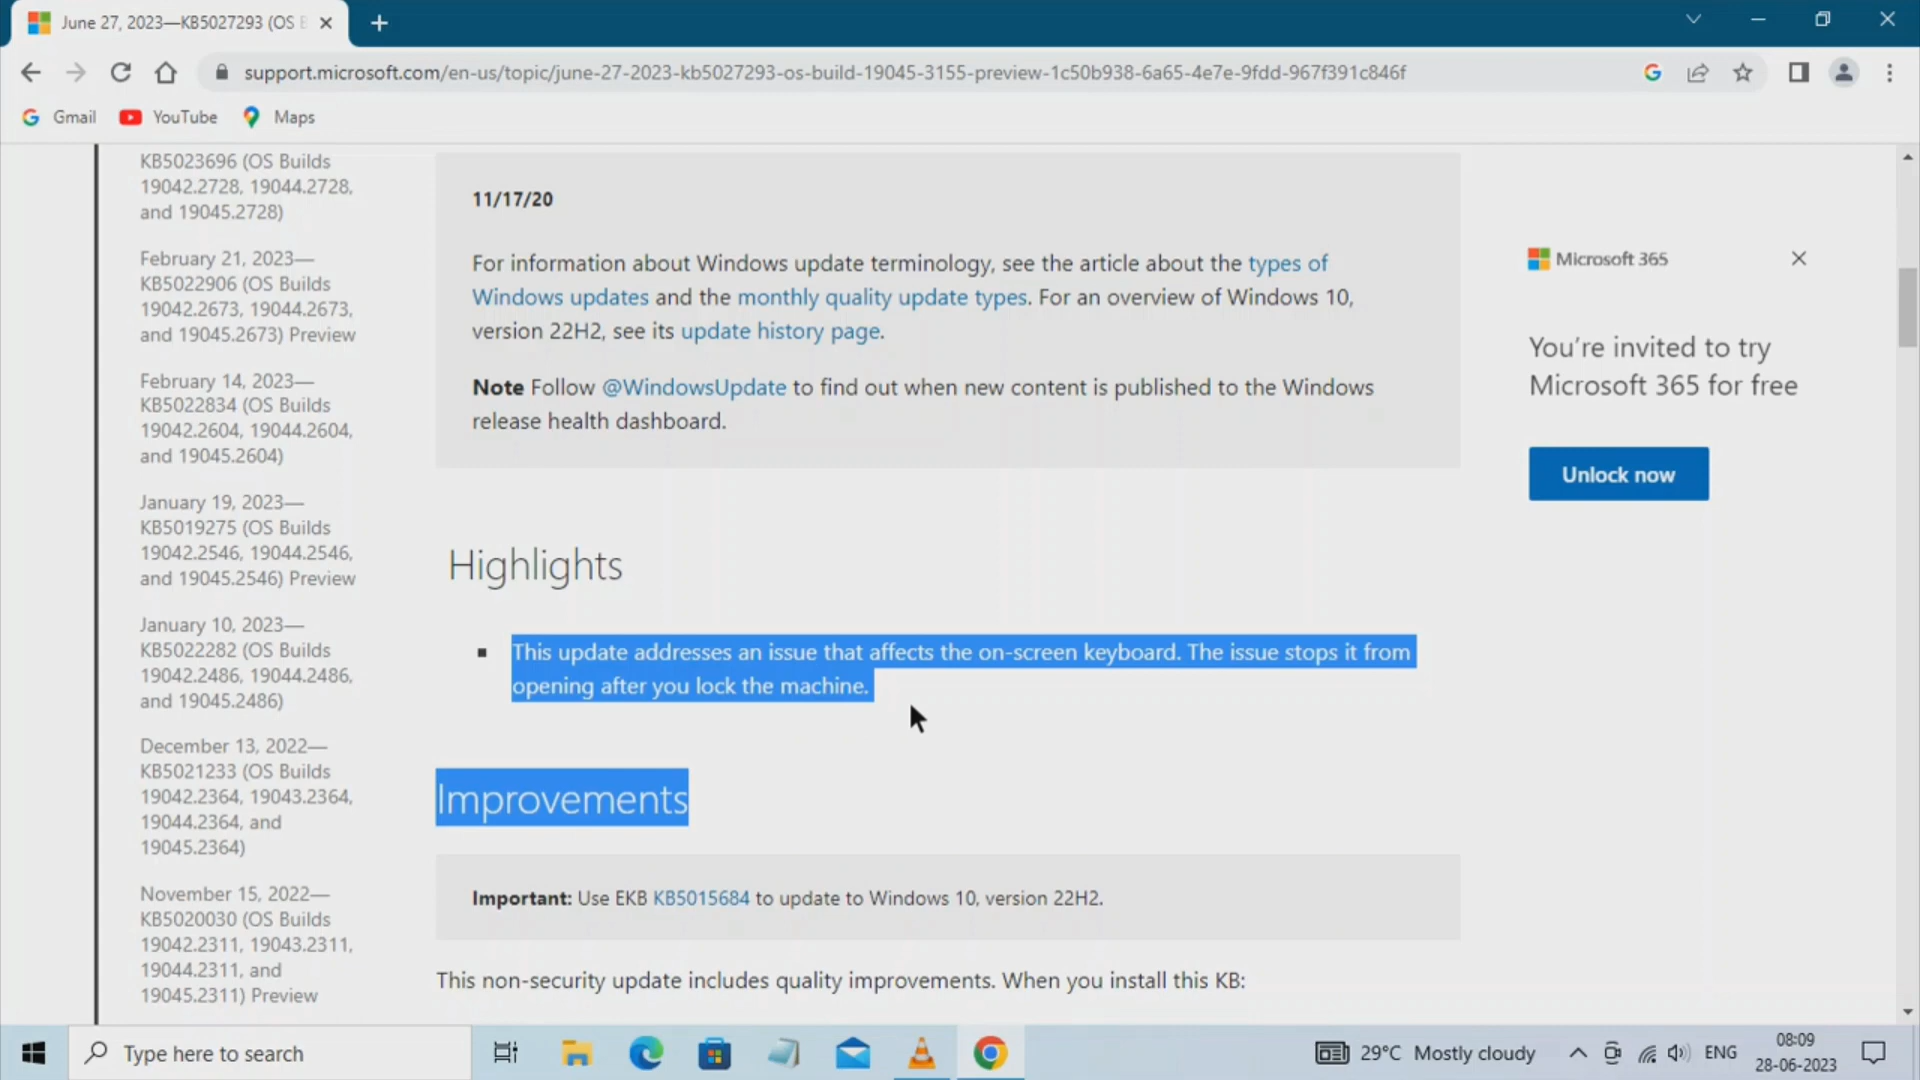 June 27, 2023—KB5027293 (OS B
support.microsoft.com/en-us/topic/june-27-2023-kb5027293-os-build-19045-3155-preview-1c50b938-6a65-4e7e-9fdd-967f391c846f
Gmail YouTube Maps
KB5023696 (OS Builds
19042.2728, 19044.2728,
and 19045.2728)
February 21, 2023—
KB5022906 (OS Builds
19042.2673, 19044.2673,
and 19045.2673) Preview
February 14, 2023—
KB5022834 (OS Builds
19042.2604, 19044.2604,
and 19045.2604)
January 19, 2023—
KB5019275 (OS Builds
19042.2546, 19044.2546,
and 19045.2546) Preview
January 10, 2023—
KB5022282 (OS Builds
19042.2486, 19044.2486,
and 19045.2486)
December 13, 2022—
KB5021233 (OS Builds
19042.2364, 19043.2364,
19044.2364, and
19045.2364)
November 15, 2022—
KB5020030 (OS Builds
19042.2311, 19043.2311,
19044.2311, and
19045.2311) Preview
11/17/20
For information about Windows update terminology, see the article about the types of
Windows updates and the monthly quality update types. For an overview of Windows 10,
version 22H2, see its update history page.
Note Follow @WindowsUpdate to find out when new content is published to the Windows
release health dashboard.
Highlights
This update addresses an issue that affects the on-screen keyboard. The issue stops it from
opening after you lock the machine.
Improvements
Important: Use EKB KB5015684 to update to Windows 10, version 22H2.
This non-security update includes quality improvements. When you install this KB:
Microsoft 365
You're invited to try
Microsoft 365 for free
Unlock now
Type here to search
29°C Mostly cloudy
ENG
08:09
28-06-2023